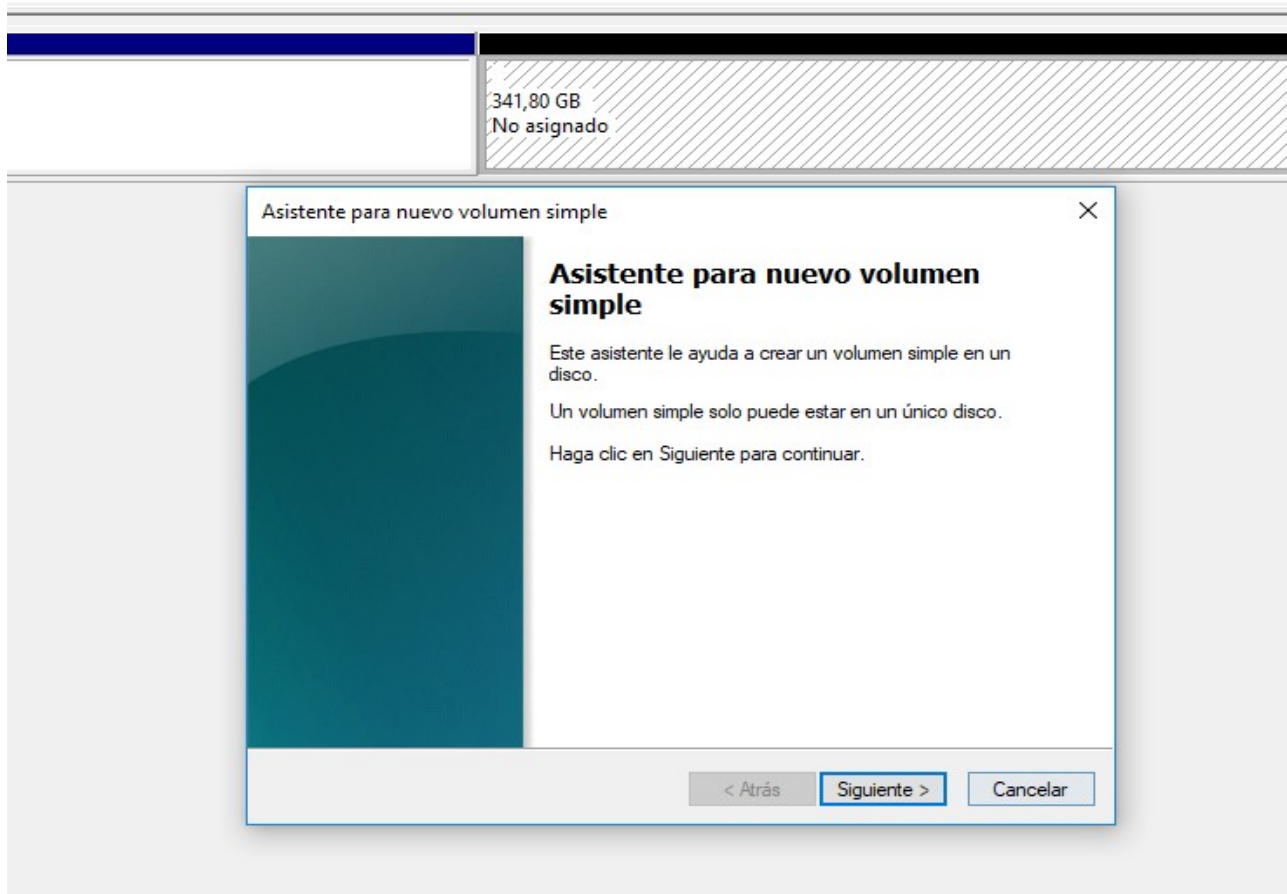 341,80 GB
No asignado
Asistente para nuevo volumen simple
Asistente para nuevo volumen
simple
Este asistente le ayuda a crear un volumen simple en un
disco.
Un volumen simple solo puede estar en un único disco.
Haga clic en Siguiente para continuar.
< Atrás
Siguiente >
Cancelar